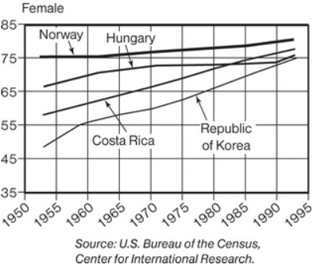 Female
85
75
65
55
45
35
Norway
Hungary
Costa Rica
Republic
of Korea
1950
1955
1960
1965
1970
1975
1980
1985
1990
1995
Source: U.S. Bureau of the Census,
Center for International Research.